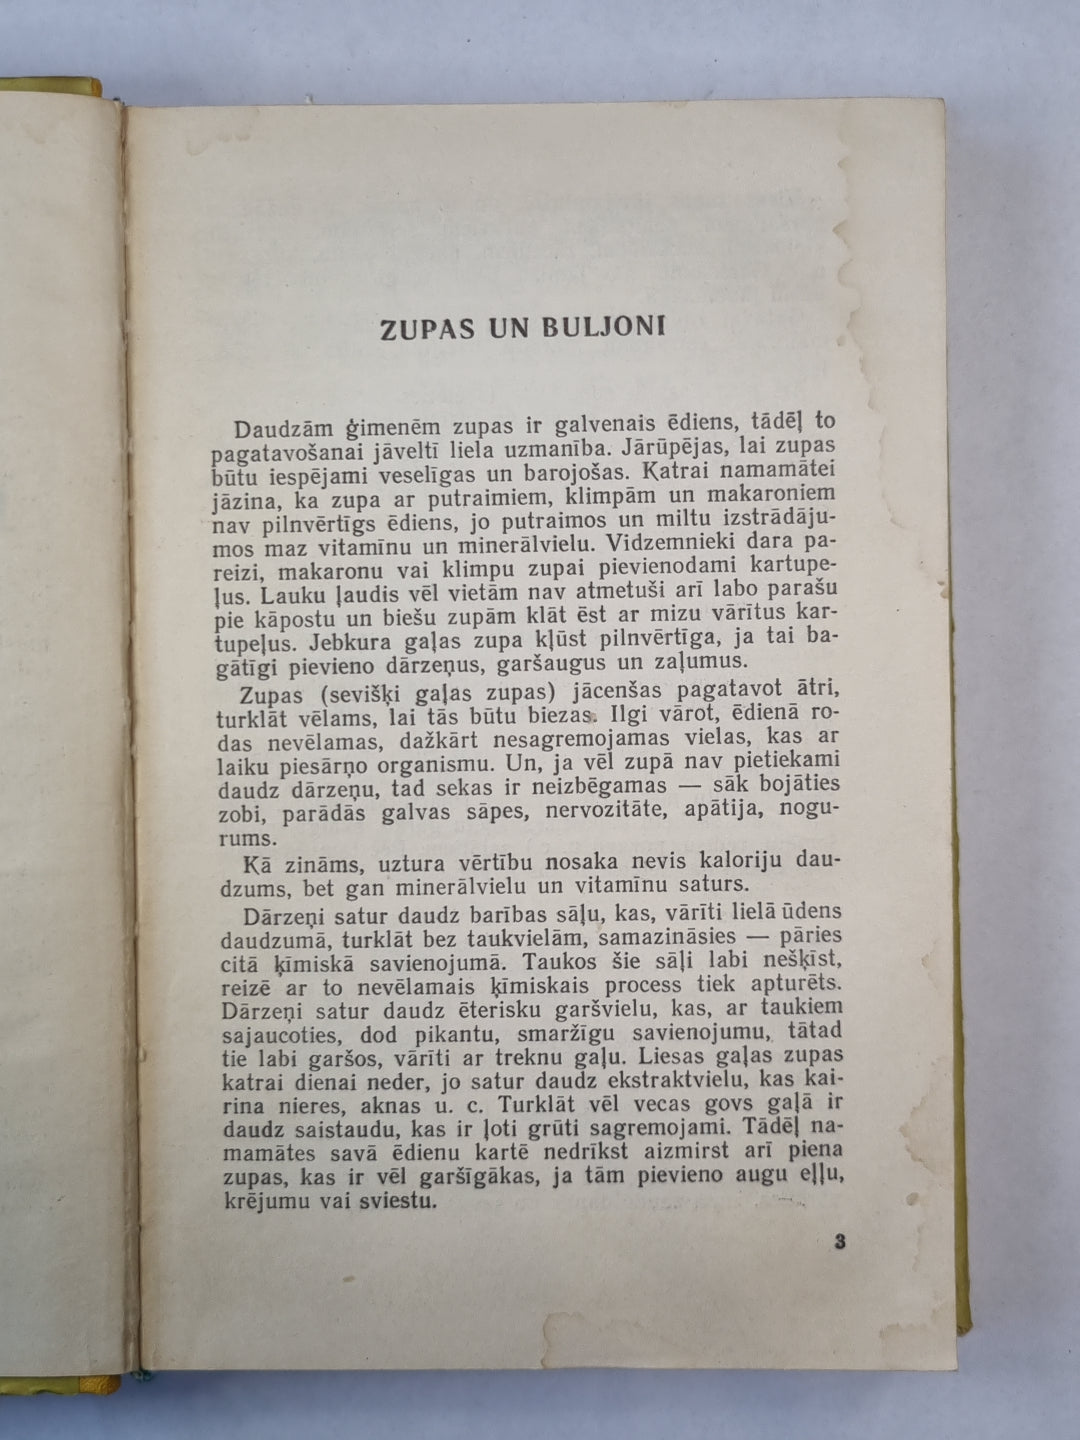 ZUPAS UN BULJONI
Daudzām ģimenēm zupas ir galvenais ēdiens, tādēļ to
pagatavošanai jāveltī liela uzmanība. Jārūpējas, lai zupas
būtu iespējami veselīgas un barojošas. Katrai namamātei
jāzina, ka zupa ar putraimiem, klimpām un makaroniem
nav pilnvērtīgs ēdiens, jo putraimos un miltu izstrādāju-
mos maz vitamīnu un minerālvielu. Vidzemnieki dara pa-
reizi, makaronu vai klimpu zupai pievienodami kartupe-
ļus. Lauku ļaudis vēl vietām nav atmetuši arī labo parašu
pie kāpostu un biešu zupām klāt ēst ar mizu vārītus kar-
tupeļus. Jebkura gaļas zupa kļūst pilnvērtīga, ja tai ba-
gātīgi pievieno dārzeņus, garšaugus un zaļumus.
Zupas (sevišķi gaļas zupas) jācenšas pagatavot ātri,
turklāt vēlams, lai tās būtu biezas. Ilgi vārot, ēdienā ro-
das nevēlamas, dažkārt nesagremojamas vielas, kas ar
laiku piesārņo organismu. Un, ja vēl zupā nav pietiekami
daudz dārzeņu, tad sekas ir neizbēgamas — sāk bojāties
zobi, parādās galvas sāpes, nervozitāte, apātija, nogu-
rums.
Kā zināms, uztura vērtību nosaka nevis kaloriju dau-
dzums, bet gan minerālvielu un vitamīnu saturs.
Dārzeņi satur daudz barības sāļu, kas, vārīti lielā ūdens
daudzumā, turklāt bez taukvielām, samazināsies — pāries
citā ķīmiskā savienojumā. Taukos šie sāļi labi nešķīst,
reizē ar to nevēlamais ķīmiskais process tiek apturēts.
Dārzeņi satur daudz ēterisku garšvielu, kas, ar taukiem
sajaucoties, dod pikantu, smaržīgu savienojumu, tātad
tie labi garšos, vārīti ar treknu gaļu. Liesas gaļas zupas
katrai dienai neder, jo satur daudz ekstraktvielu, kas kai-
rina nieres, aknas u. c. Turklāt vēl vecas govs gaļā ir
daudz saistaudu, kas ir ļoti grūti sagremojami. Tādēļ na-
mamātes savā ēdienu kartē nedrīkst aizmirst arī piena
zupas, kas ir vēl garšīgākas, ja tām pievieno augu eļļu,
krējumu vai sviestu.
3